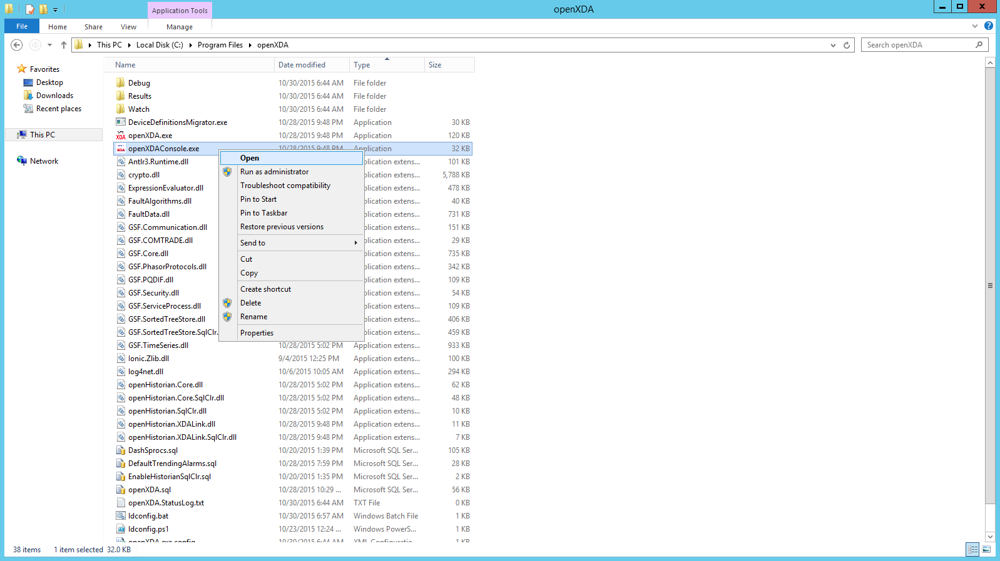 Application Tools
openXDA
File Home Share View Manage
This PC Local Disk (C:) Program Files openXDA
Search openXDA
Favorites
Desktop
Downloads
Recent places
This PC
Network
Name Date modified Type Size
Debug 10/30/2015 6:44 AM File folder
Results 10/30/2015 6:44 AM File folder
Watch 10/30/2015 6:44 AM File folder
DeviceDefinitionsMigrator.exe 10/28/2015 9:48 PM Application 30 KB
XDA openXDA.exe 10/28/2015 9:48 PM Application 120 KB
XDA openXDAConsole.exe 10/28/2015 9:48 PM Application 32 KB
Antlr3.Runtime.dll plication extens... 101 KB
crypto.dll plication extens... 5,788 KB
ExpressionEvaluator.dll plication extens... 478 KB
FaultAlgorithms.dll plication extens... 40 KB
FaultData.dll plication extens... 731 KB
GSF.Communication.dll plication extens... 151 KB
GSF.COMTRADE.dll plication extens... 29 KB
GSF.Core.dll plication extens... 735 KB
GSF.PhasorProtocols.dll plication extens... 342 KB
GSF.PQDIF.dll plication extens... 109 KB
GSF.Security.dll plication extens... 54 KB
GSF.ServiceProcess.dll plication extens... 109 KB
GSF.SortedTreeStore.dll plication extens... 406 KB
GSF.SortedTreeStore.SqlClr. plication extens... 459 KB
GSF.TimeSeries.dll 10/28/2015 5:02 PM Application extens... 933 KB
Ionic.Zlib.dll 9/4/2015 12:25 PM Application extens... 100 KB
log4net.dll 10/6/2015 10:05 AM Application extens... 294 KB
openHistorian.Core.dll 10/28/2015 5:02 PM Application extens... 62 KB
openHistorian.Core.SqlClr.dll 10/28/2015 5:02 PM Application extens... 48 KB
openHistorian.SqlClr.dll 10/28/2015 5:02 PM Application extens... 10 KB
openHistorian.XDALink.dll 10/28/2015 9:48 PM Application extens... 11 KB
openHistorian.XDALink.SqlClr.dll 10/28/2015 9:48 PM Application extens... 7 KB
DashSprocs.sql 10/20/2015 1:39 PM Microsoft SQL Ser... 105 KB
DefaultTrendingAlarms.sql 10/28/2015 7:59 PM Microsoft SQL Ser... 28 KB
EnableHistorianSqlClr.sql 10/20/2015 1:35 PM Microsoft SQL Ser... 2 KB
openXDA.sql 10/28/2015 10:29 ... Microsoft SQL Ser... 56 KB
openXDA.StatusLog.txt 10/30/2015 6:44 AM TXT File 0 KB
ldconfig.bat 10/30/2015 6:57 AM Windows Batch File 1 KB
ldconfig.ps1 10/23/2015 12:24 ... Windows PowerS... 1 KB
openXDA.exe.config 10/30/2015 6:44 AM XML Configuratio... 1 KB
Open
Run as administrator
Troubleshoot compatibility
Pin to Start
Pin to Taskbar
Restore previous versions
Send to
Cut
Copy
Create shortcut
Delete
Rename
Properties
38 items 1 item selected 32.0 KB